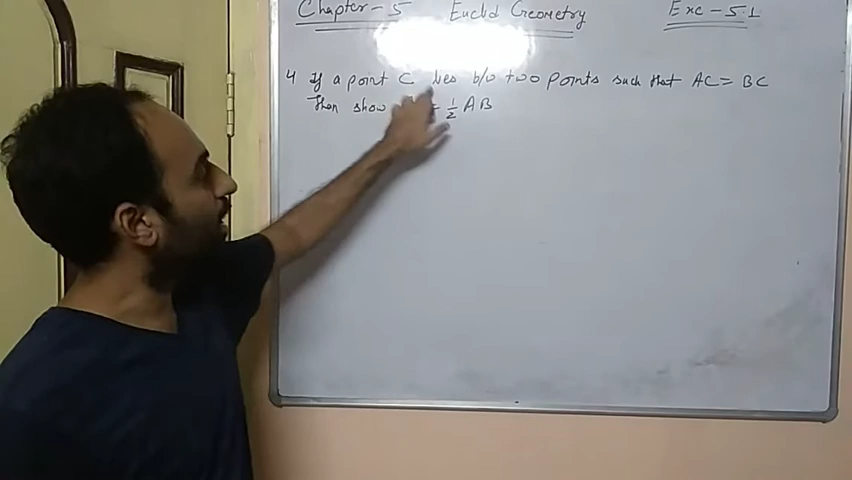 Chapter - 5 Euclid Geometry Exc - 5.1
4 If a point C lies b/w two points such that AC = BC
Then show = 1/2 AB